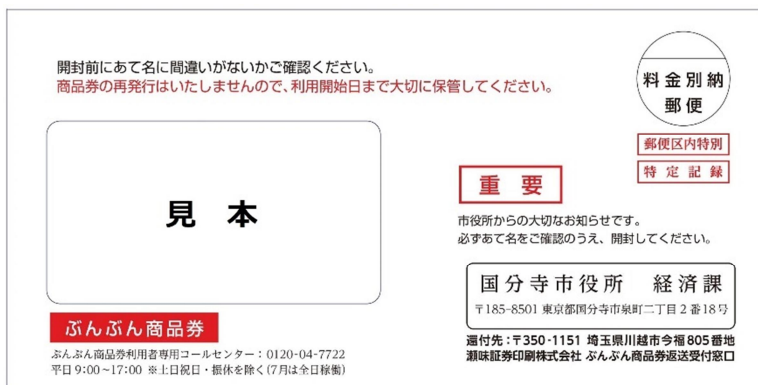 開封前にあて名に間違いがないかご確認ください。
商品券の再発行はいたしませんので、利用開始日まで大切に保管してください。
料金別納
郵便
郵便区内特別
特定記録
見 本
重 要
市役所からの大切なお知らせです。
必ずあて名をご確認のうえ、開封してください。
国分寺市役所 経済課
〒185-8501 東京都国分寺市泉町二丁目2番18号
ぶんぶん商品券
ぶんぶん商品券利用者専用コールセンター：0120-04-7722
平日9:00～17:00 ※土日祝日・振休を除く(7月は全日稼働)
還付先：〒350-1151 埼玉県川越市今福805番地
瀬味証券印刷株式会社 ぶんぶん商品券返送受付窓口